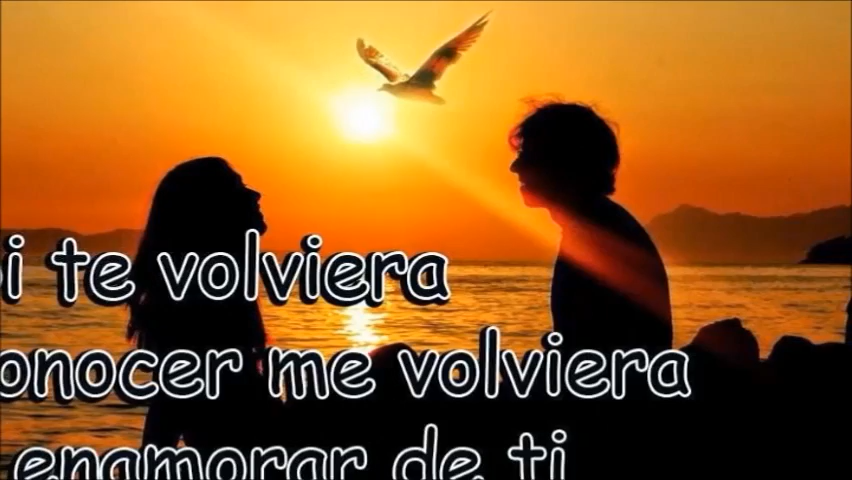 i te volviera
onocer me volviera
enamorar de ti